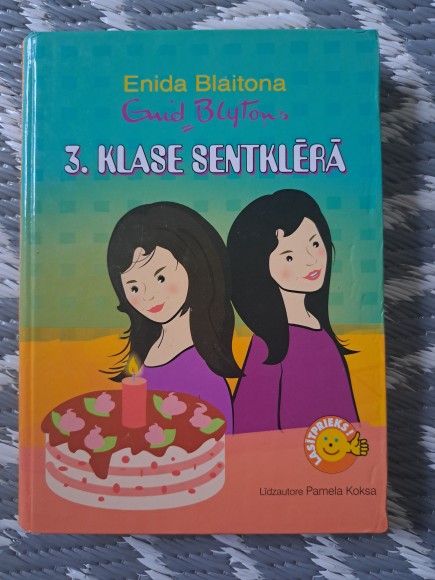 Enida Blaitona
Enid Blyton's
3. KLASE SENTKLĒRĀ
LASĪTPRIEKS!
Līdzautore Pamela Koksa